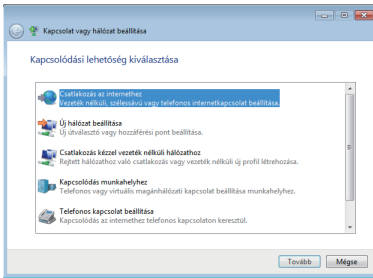 Kapcsolat vagy hálózat beállítása
Kapcsolódási lehetőség kiválasztása
Csatlakozás az internethez
Vezeték nélküli, szélessávú vagy telefonos internetkapcsolat beállítása.
Új hálózat beállítása
Új útválasztó vagy hozzáférési pont beállítása.
Csatlakozás kézzel vezeték nélküli hálózathoz
Rejtett hálózathoz való csatlakozás vagy vezeték nélküli új profil létrehozása.
Kapcsolódás munkahelyhez
Telefonos vagy virtuális magánhálózati kapcsolat beállítása munkahelyhez.
Telefonos kapcsolat beállítása
Kapcsolódás az internethez telefonos kapcsolaton keresztül.
Tovább Mégse